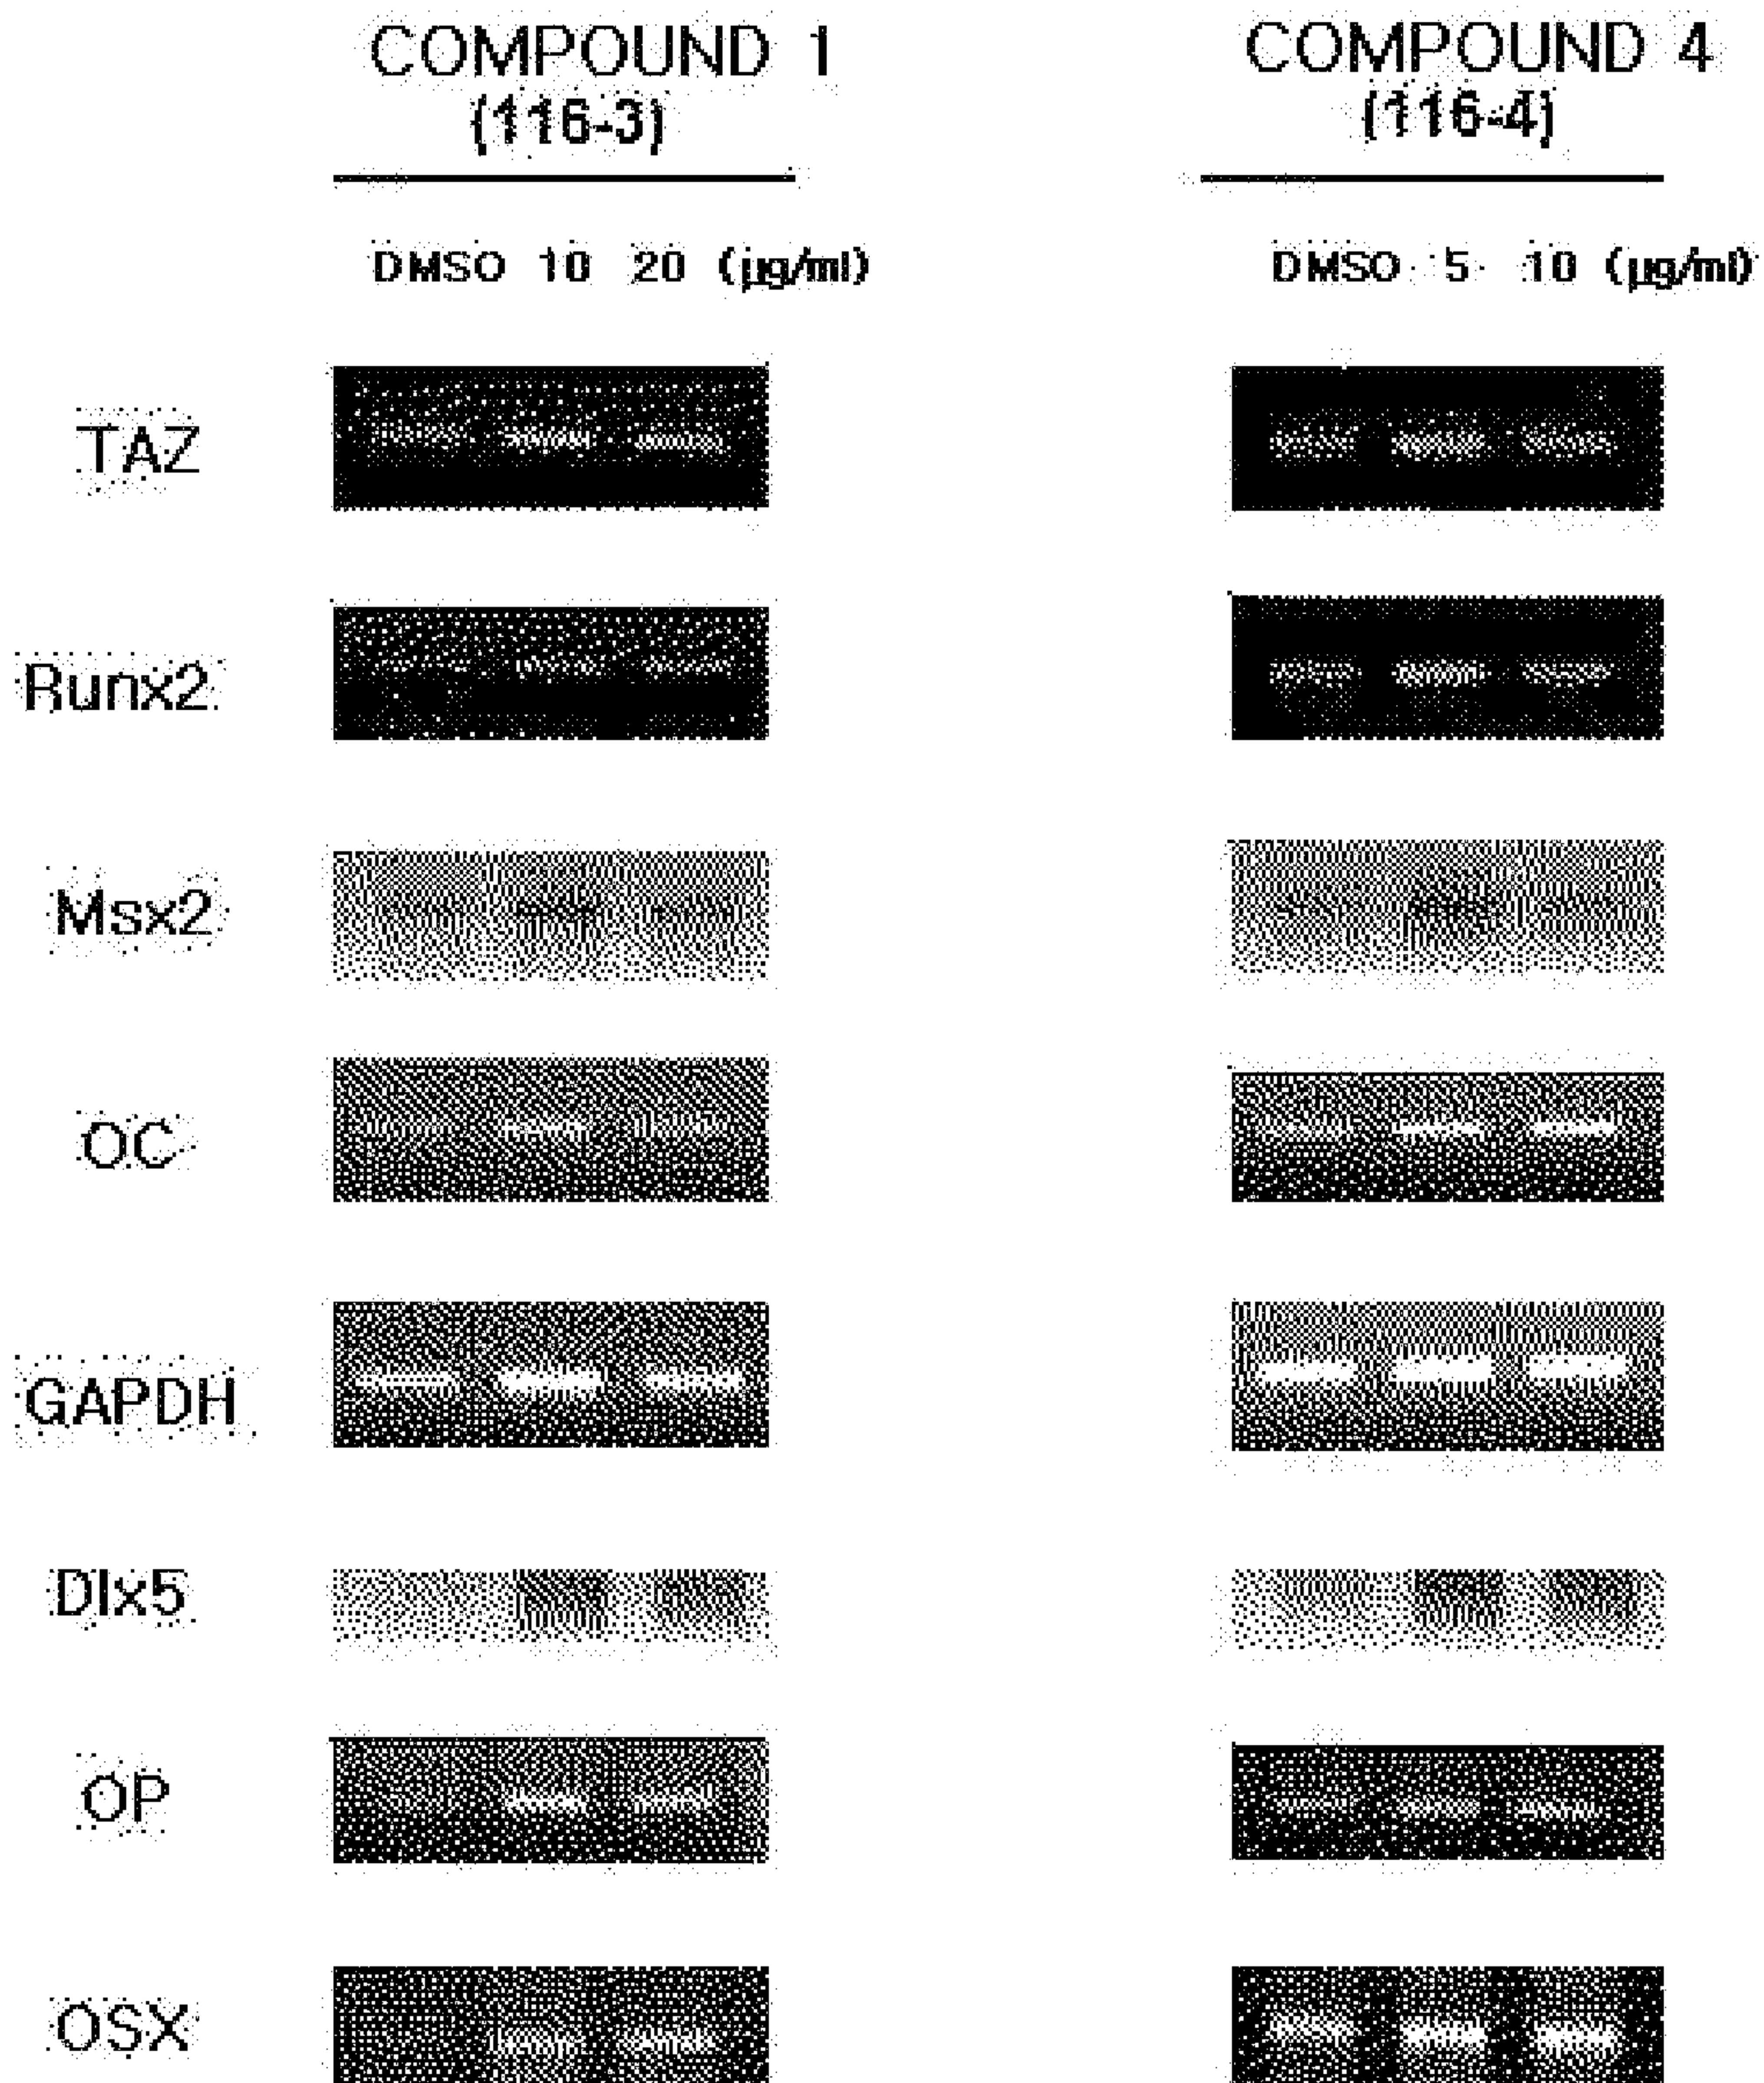 COMPOUND 1
(116-3)
COMPOUND 4
(116-4)
DMSO 10 20 (µg/ml)
DMSO 5 10 (µg/ml)
TAZ
Runx2
Msx2
OC
GAPDH
Dlx5
OP
OSX